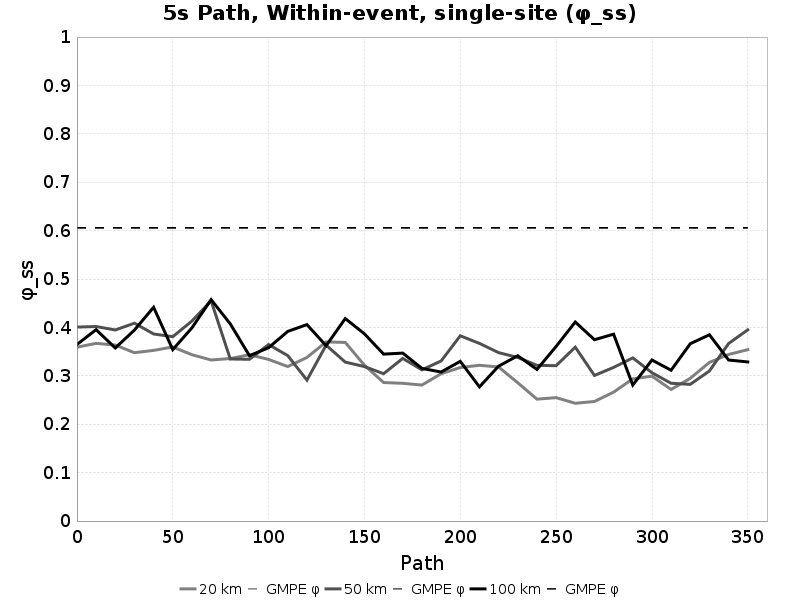 5s Path, Within-event, single-site (φ_ss)
1
0.9
0.8
0.7
0.6
0.5
0.4
0.3
0.2
0.1
0
φ_ss
0 50 100 150 200 250 300 350
Path
20 km GMPE φ 50 km GMPE φ 100 km GMPE φ